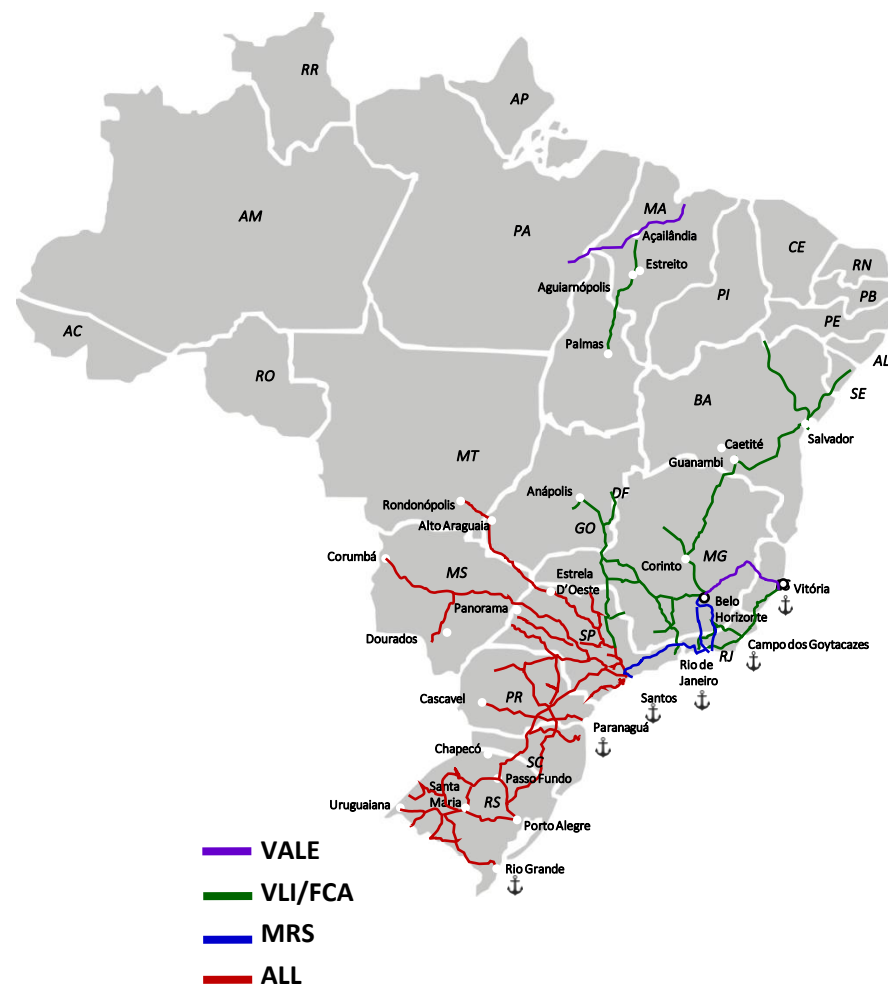 RR
AP
AM
PA
MA
Açailândia
Estreito
Aguiarnópolis
CE
RN
PB
PI
PE
AL
SE
AC
RO
Palmas
BA
Caetité
Salvador
Guanambi
MT
Rondonópolis
Alto Araguaia
Anápolis
DF
GO
Corumbá
MS
Panorama
Dourados
Estrela
D'Oeste
Corinto
MG
Belo
Horizonte
Vitória
SP
RJ
Campo dos Goytacazes
Rio de
Janeiro
Santos
Cascavel
PR
Paranaguá
Chapecó
SC
Passo Fundo
Santa
Maria
RS
Uruguaiana
Porto Alegre
Rio Grande
VALE
VLI/FCA
MRS
ALL